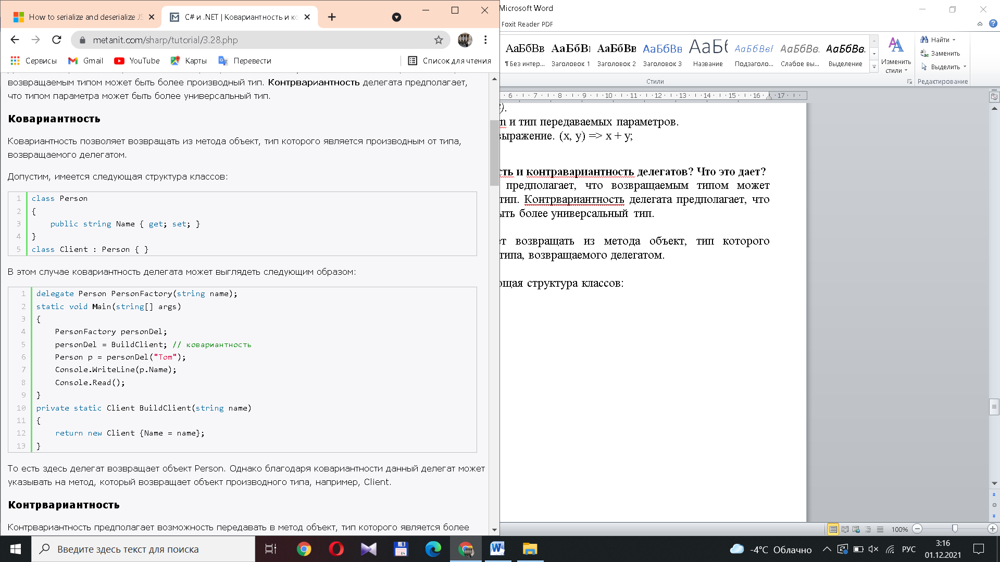 How to serialize and deserialize JS
C# и .NET | Ковариантность и ко
metanit.com/sharp/tutorial/3.28.php
Сервисы
Gmail
YouTube
Карты
Перевести
Список для чтения
возвращаемым типом может быть более производный тип. Контрвариантность делегата предполагает,
что типом параметра может быть более универсальный тип.
Ковариантность
Ковариантность позволяет возвращать из метода объект, тип которого является производным от типа,
возвращаемого делегатом.
Допустим, имеется следующая структура классов:
1 class Person
2 {
3 public string Name { get; set; }
4 }
5 class Client : Person { }
В этом случае ковариантность делегата может выглядеть следующим образом:
1 delegate Person PersonFactory(string name);
2 static void Main(string[] args)
3 {
4 PersonFactory personDel;
5 personDel = BuildClient; // ковариантность
6 Person p = personDel("Tom");
7 Console.WriteLine(p.Name);
8 Console.Read();
9 }
10 private static Client BuildClient(string name)
11 {
12 return new Client {Name = name};
13 }
То есть здесь делегат возвращает объект Person. Однако благодаря ковариантности данный делегат может
указывать на метод, который возвращает объект производного типа, например, Client.
Контрвариантность
Контрвариантность предполагает возможность передавать в метод объект, тип которого является более
Microsoft Word
Foxit Reader PDF
АаБбВв
¶ Без интер...
АаБбВ
Заголовок 1
АаБбВв
Заголовок 2
АаБбВв
Заголовок 3
АаБ
Название
АаБбВ
Подзаголо...
АаБбВв.
Слабое вы...
АаБбВв.
Выделение
Изменить
стили
Стили
Найти
Заменить
Выделить
Редактирование
6 7 8 9 10 11 12 13 14 15 16 17
).
n и тип передаваемых параметров.
выражение. (x, y) => x + y;
сть и контравариантность делегатов? Что это дает?
предполагает, что возвращаемым типом может
тип. Контрвариантность делегата предполагает, что
ыть более универсальный тип.
ет возвращать из метода объект, тип которого
типа, возвращаемого делегатом.
ющая структура классов:
100%
Введите здесь текст для поиска
64
-4°C Облачно
РУС
3:16
01.12.2021